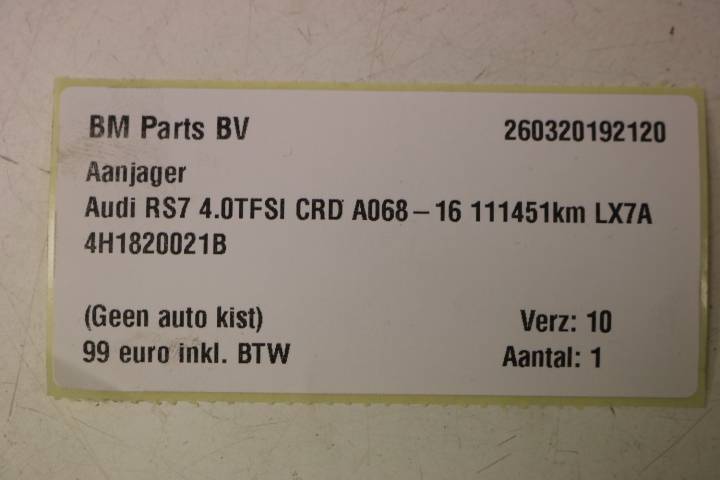 BM Parts BV 260320192120
Aanjager
Audi RS7 4.0TFSI CRD A068-16 111451km LX7A
4H1820021B
(Geen auto kist) Verz: 10
99 euro inkl. BTW Aantal: 1